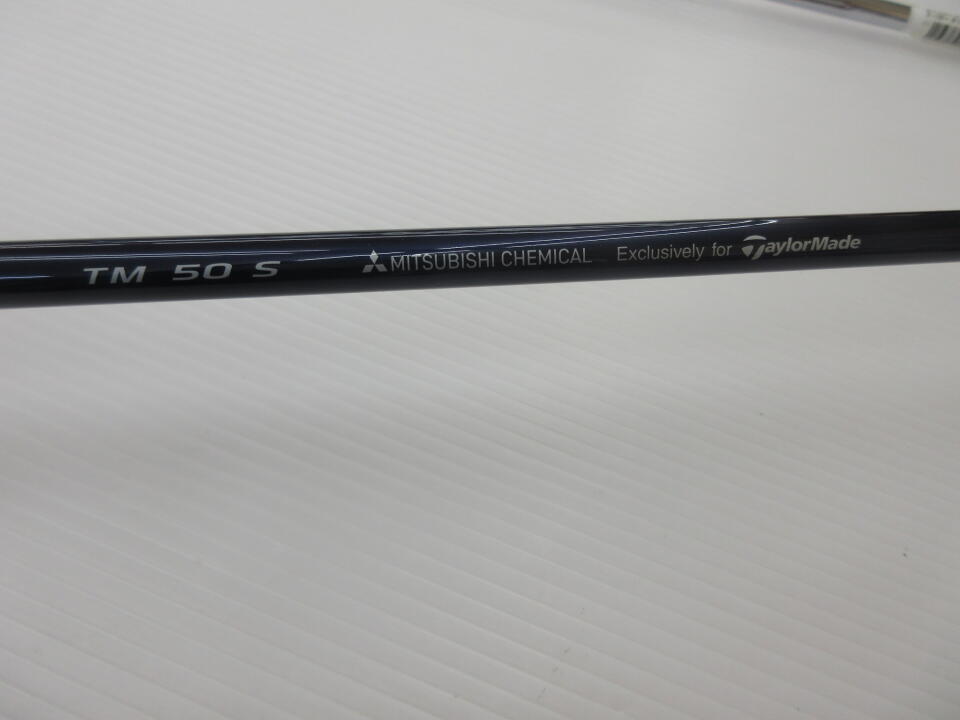 TM 50 S MITSUBISHI CHEMICAL Exclusively for TaylorMade